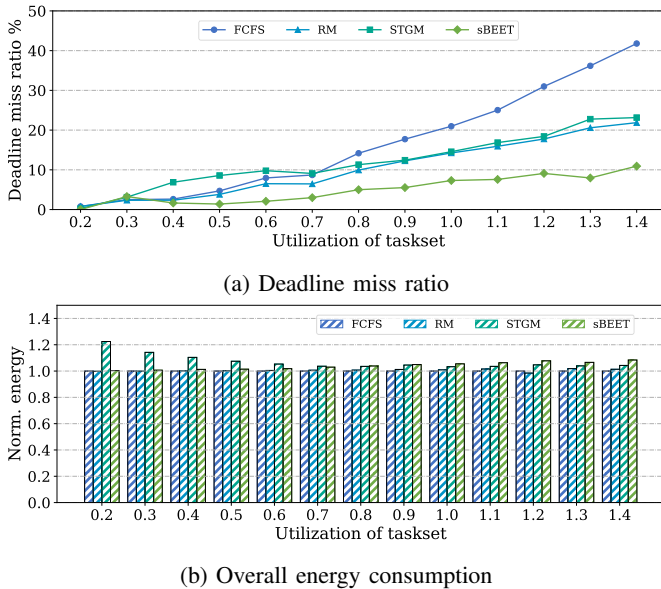 50
40
30
20
10
0
Deadline miss ratio %
FCFS RM STGM sBEET
0.2 0.3 0.4 0.5 0.6 0.7 0.8 0.9 1.0 1.1 1.2 1.3 1.4
Utilization of taskset
(a) Deadline miss ratio
1.4
1.2
1.0
0.8
0.6
0.4
0.2
0.0
Norm. energy
FCFS RM STGM sBEET
0.2 0.3 0.4 0.5 0.6 0.7 0.8 0.9 1.0 1.1 1.2 1.3 1.4
Utilization of taskset
(b) Overall energy consumption